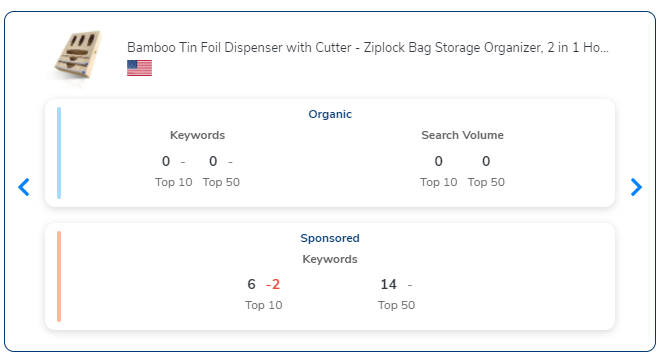 Bamboo Tin Foil Dispenser with Cutter - Ziplock Bag Storage Organizer, 2 in 1 Ho...
Organic
Keywords Search Volume
0 - 0 - 0 0
Top 10 Top 50 Top 10 Top 50
Sponsored
Keywords
6 -2 14 -
Top 10 Top 50